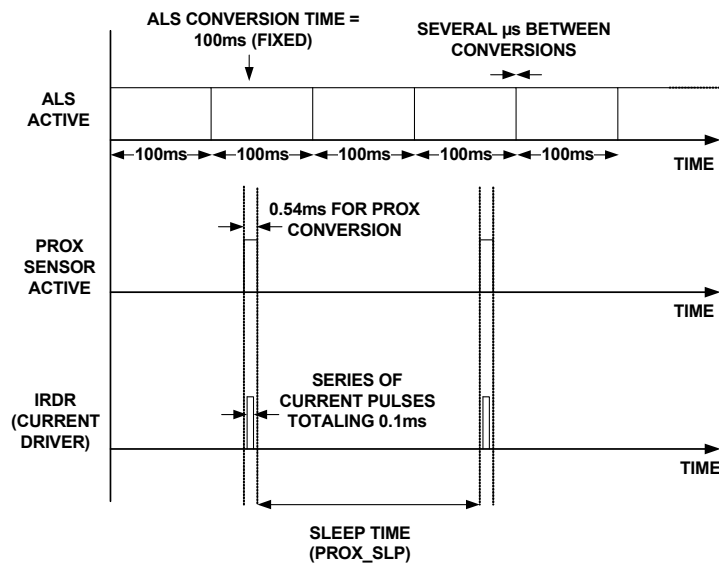 ALS CONVERSION TIME =
100ms (FIXED)
SEVERAL µs BETWEEN
CONVERSIONS
ALS
ACTIVE
100ms
100ms
100ms
100ms
100ms
TIME
0.54ms FOR PROX
CONVERSION
PROX
SENSOR
ACTIVE
TIME
SERIES OF
CURRENT PULSES
TOTALING 0.1ms
IRDR
(CURRENT
DRIVER)
TIME
SLEEP TIME
(PROX_SLP)